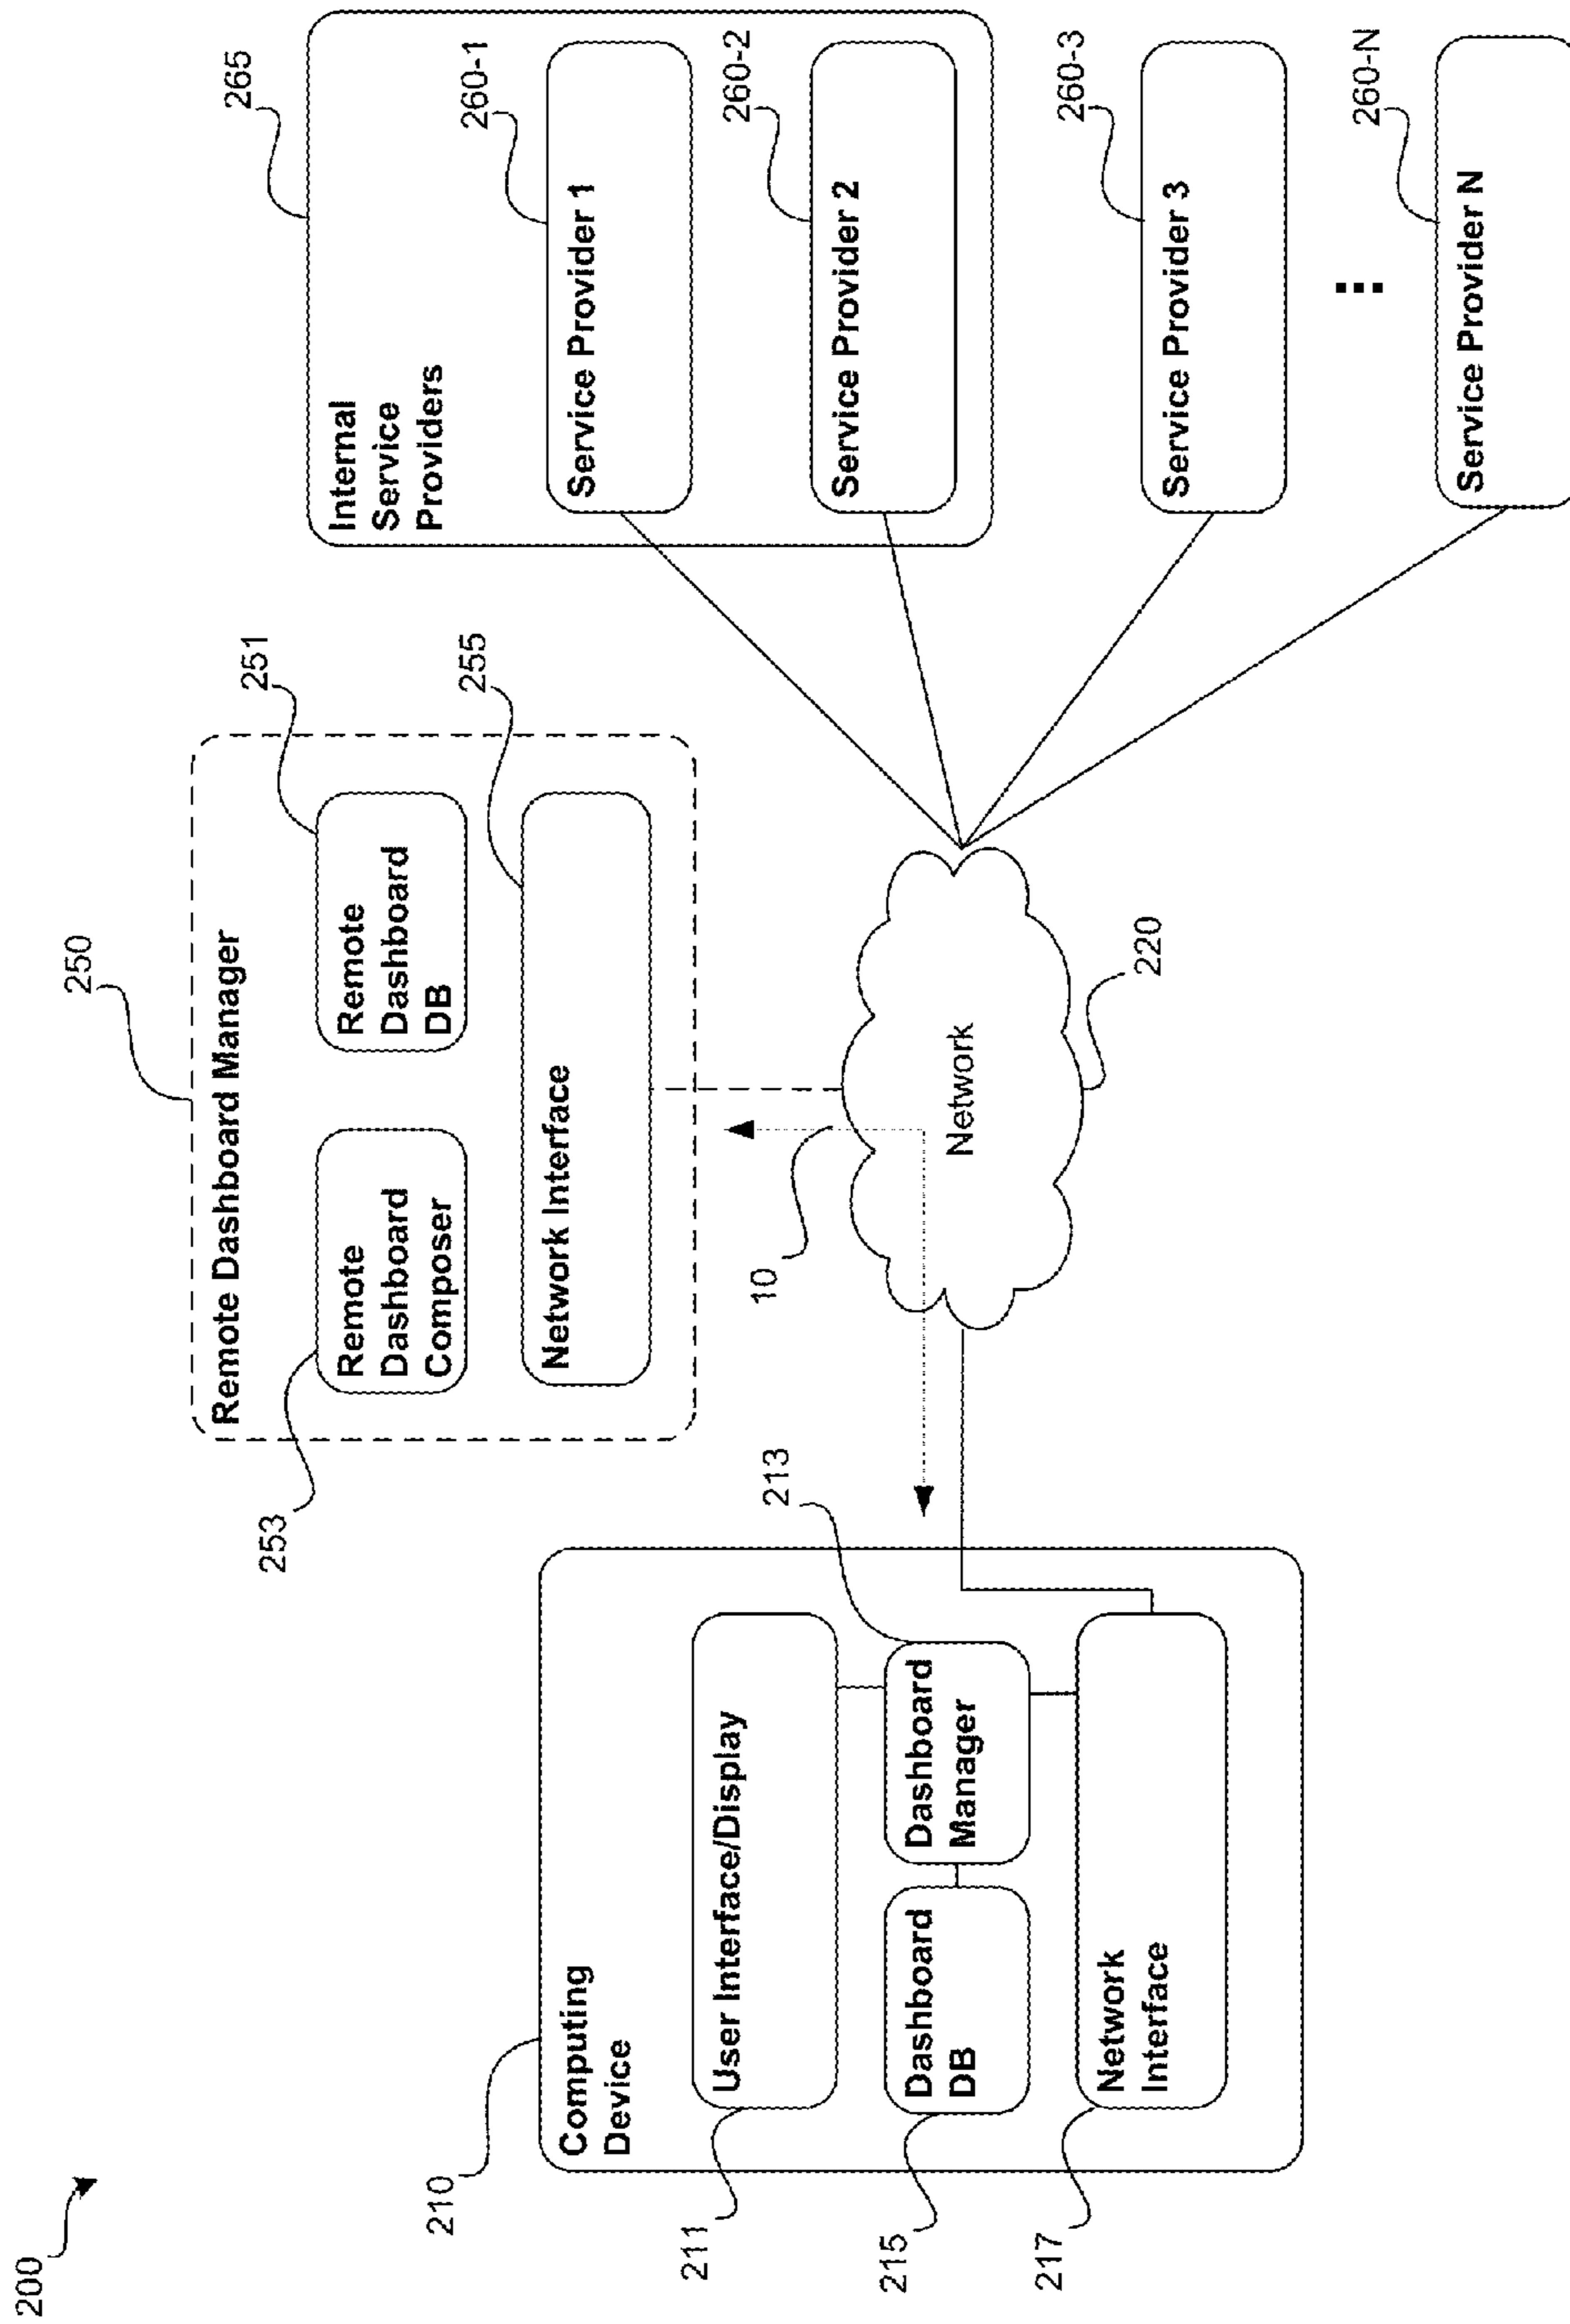 200
Computing
Device
210
User Interface/Display
211
Dashboard
Manager
213
Dashboard
DB
215
Network
Interface
217
Remote Dashboard Manager
250
Remote
Dashboard
Composer
253
Remote
Dashboard
DB
251
Network Interface
255
10
Network
220
Internal
Service
Providers
265
Service Provider 1
260-1
Service Provider 2
260-2
Service Provider 3
260-3
Service Provider N
260-N